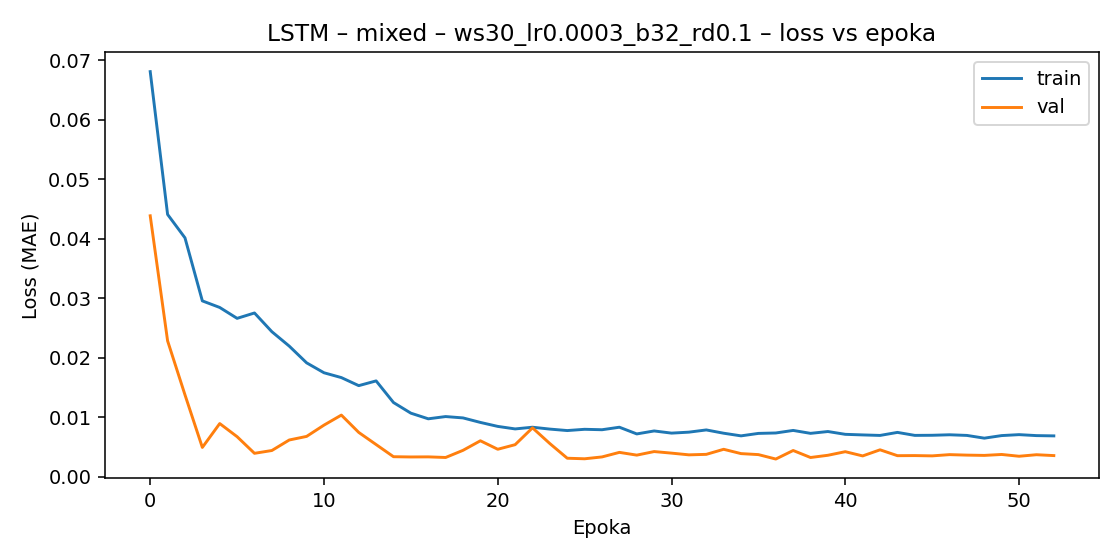 LSTM – mixed – ws30_lr0.0003_b32_rd0.1 – loss vs epoka
train
val
Loss (MAE)
0.07
0.06
0.05
0.04
0.03
0.02
0.01
0.00
0 10 20 30 40 50
Epoka